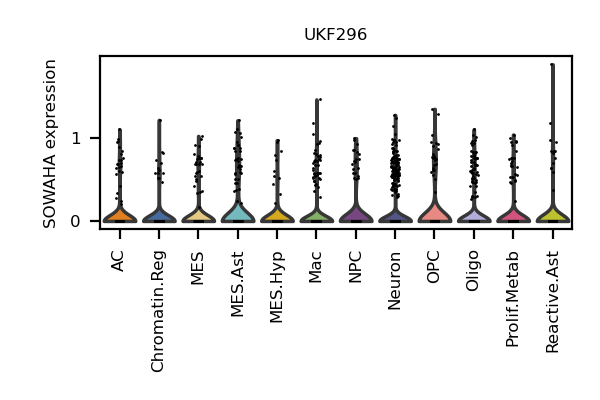 UKF296
SOWAHA expression
1
0
AC
Chromatin.Reg
MES
MES.Ast
MES.Hyp
Mac
NPC
Neuron
OPC
Oligo
Prolif.Metab
Reactive.Ast